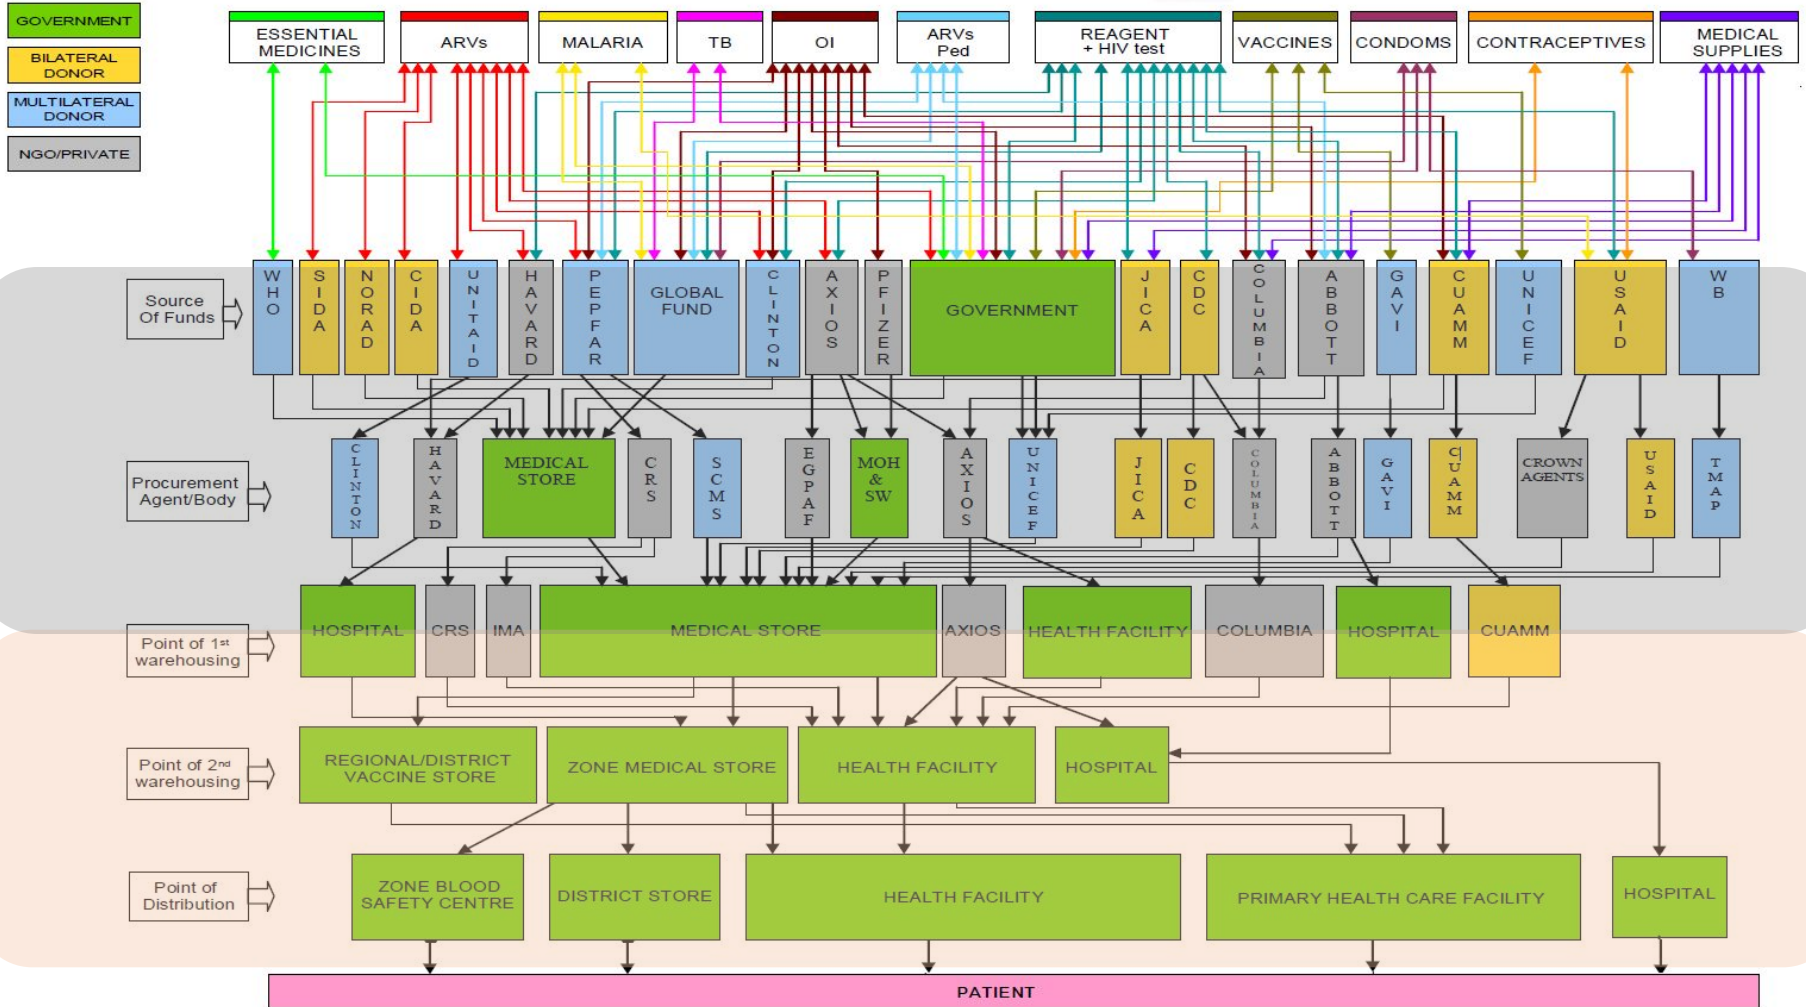 GOVERNMENT
BILATERAL
DONOR
MULTILATERAL
DONOR
NGO/PRIVATE
ESSENTIAL
MEDICINES
ARVs
MALARIA
TB
OI
ARVs
Ped
REAGENT
+ HIV test
VACCINES
CONDOMS
CONTRACEPTIVES
MEDICAL
SUPPLIES
Source
Of Funds
WHO
SIDA
NORAD
CIDA
UNITAID
HAVARD
PEPFAR
GLOBAL
FUND
CLINTON
AXIOS
PFIZER
GOVERNMENT
JICA
CDC
COLUMBIA
ABBOTT
GAVI
CUAMM
UNICEF
USAID
WB
Procurement
Agent/Body
CLINTON
HAVARD
MEDICAL
STORE
CRS
SCMS
EGPAF
MOH
&
SW
AXIOS
UNICEF
JICA
CDC
COLUMBIA
ABBOTT
GAVI
CUAMM
CROWN
AGENTS
USAID
TMAP
Point of 1st
warehousing
HOSPITAL
CRS
IMA
MEDICAL STORE
AXIOS
HEALTH FACILITY
COLUMBIA
HOSPITAL
CUAMM
Point of 2nd
warehousing
REGIONAL/DISTRICT
VACCINE STORE
ZONE MEDICAL STORE
HEALTH FACILITY
HOSPITAL
Point of
Distribution
ZONE BLOOD
SAFETY CENTRE
DISTRICT STORE
HEALTH FACILITY
PRIMARY HEALTH CARE FACILITY
HOSPITAL
PATIENT